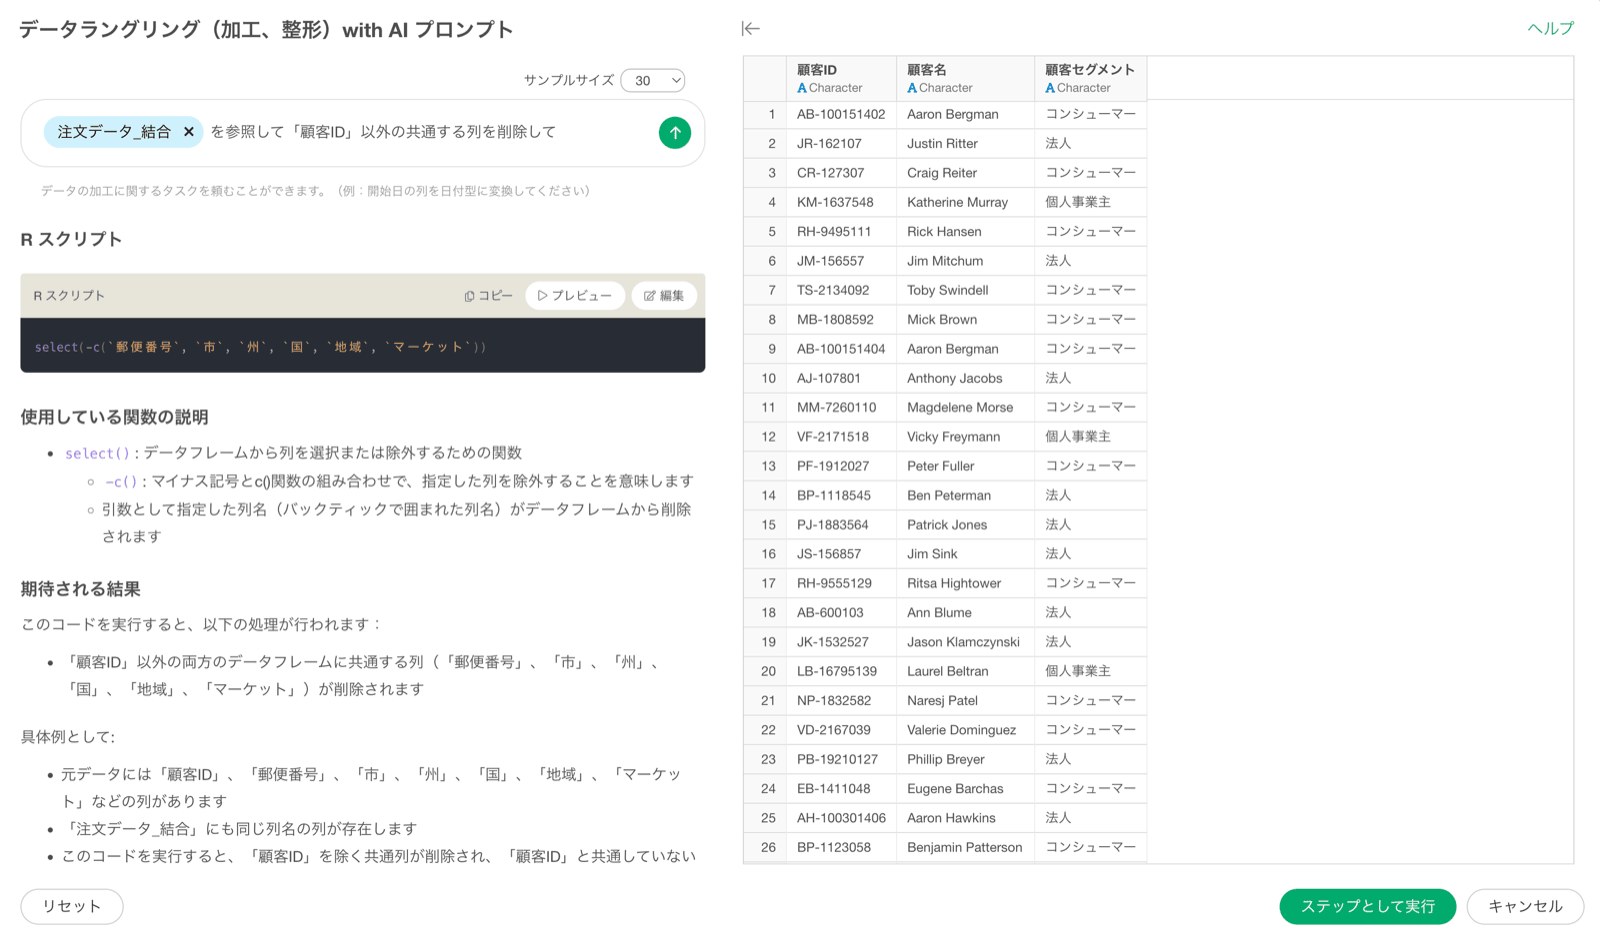 データラングリング（加工、整形）with AI プロンプト
ヘルプ
サンプルサイズ 30
注文データ_結合 × を参照して「顧客ID」以外の共通する列を削除して
データの加工に関するタスクを頼むことができます。（例：開始日の列を日付型に変換してください）
R スクリプト
R スクリプト コピー プレビュー 編集
select(-c(`郵便番号`, `市`, `州`, `国`, `地域`, `マーケット`))
使用している関数の説明
• select() : データフレームから列を選択または除外するための関数
◦ -c() : マイナス記号とc()関数の組み合わせで、指定した列を除外することを意味します
◦ 引数として指定した列名（バックティックで囲まれた列名）がデータフレームから削除
されます
期待される結果
このコードを実行すると、以下の処理が行われます：
• 「顧客ID」以外の両方のデータフレームに共通する列（「郵便番号」、「市」、「州」、
「国」、「地域」、「マーケット」）が削除されます
具体例として:
• 元データには「顧客ID」、「郵便番号」、「市」、「州」、「国」、「地域」、「マーケッ
ト」などの列があります
• 「注文データ_結合」にも同じ列名の列が存在します
• このコードを実行すると、「顧客ID」を除く共通列が削除され、「顧客ID」と共通していない
リセット
顧客ID 顧客名 顧客セグメント
A Character A Character A Character
1 AB-100151402 Aaron Bergman コンシューマー
2 JR-162107 Justin Ritter 法人
3 CR-127307 Craig Reiter コンシューマー
4 KM-1637548 Katherine Murray 個人事業主
5 RH-9495111 Rick Hansen コンシューマー
6 JM-156557 Jim Mitchum 法人
7 TS-2134092 Toby Swindell コンシューマー
8 MB-1808592 Mick Brown コンシューマー
9 AB-100151404 Aaron Bergman コンシューマー
10 AJ-107801 Anthony Jacobs 法人
11 MM-7260110 Magdelene Morse コンシューマー
12 VF-2171518 Vicky Freymann 個人事業主
13 PF-1912027 Peter Fuller コンシューマー
14 BP-1118545 Ben Peterman 法人
15 PJ-1883564 Patrick Jones 法人
16 JS-156857 Jim Sink 法人
17 RH-9555129 Ritsa Hightower コンシューマー
18 AB-600103 Ann Blume 法人
19 JK-1532527 Jason Klamczynski 法人
20 LB-16795139 Laurel Beltran 個人事業主
21 NP-1832582 Naresj Patel コンシューマー
22 VD-2167039 Valerie Dominguez コンシューマー
23 PB-19210127 Phillip Breyer 法人
24 EB-1411048 Eugene Barchas コンシューマー
25 AH-100301406 Aaron Hawkins 法人
26 BP-1123058 Benjamin Patterson コンシューマー
ステップとして実行 キャンセル